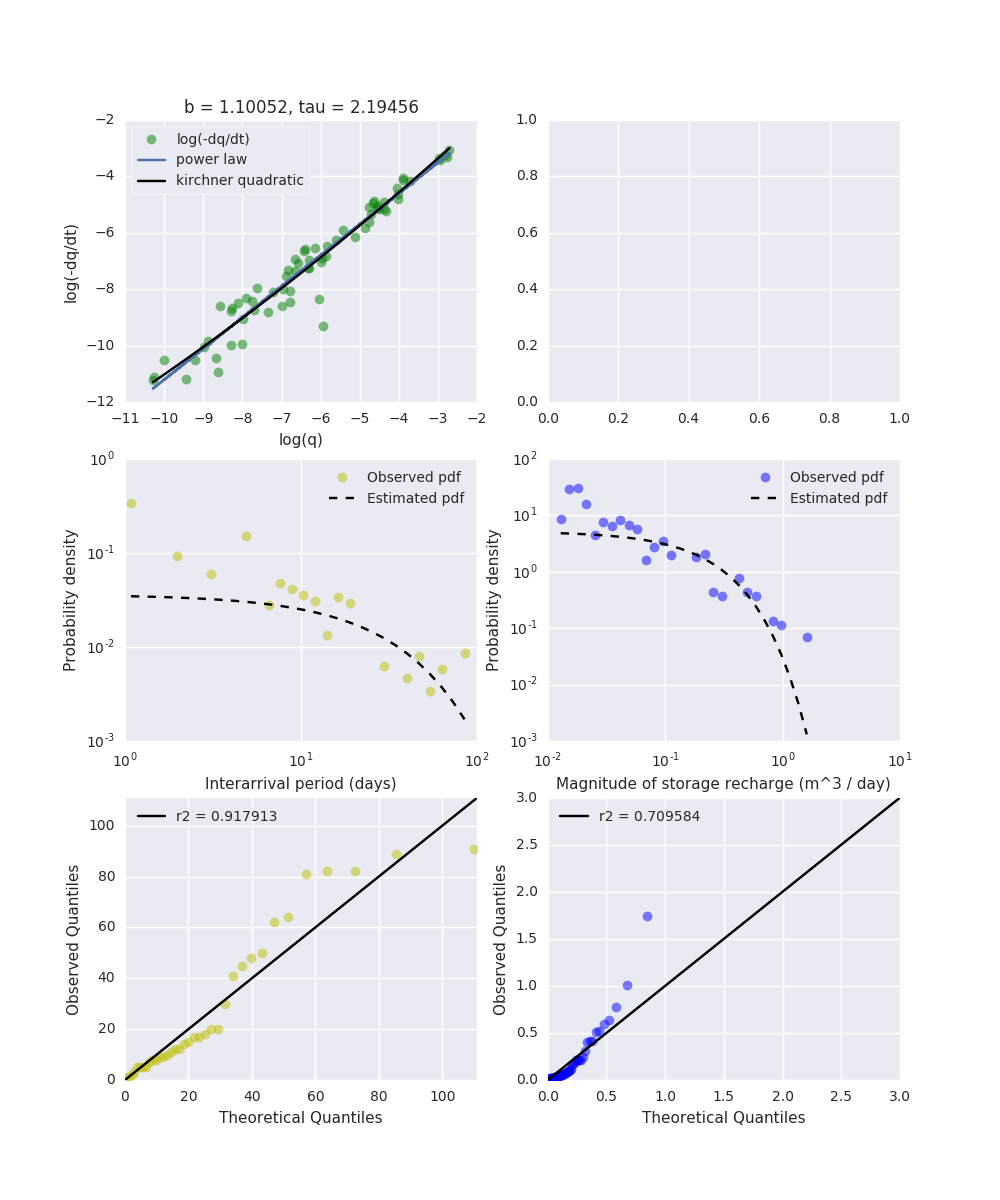 b = 1.10052, tau = 2.19456
−2
−4
−6
−8
−10
−12
log(-dq/dt)
log(-dq/dt)
power law
kirchner quadratic
−11 −10 −9 −8 −7 −6 −5 −4 −3 −2
log(q)
1.0
0.8
0.6
0.4
0.2
0.0
0.0 0.2 0.4 0.6 0.8 1.0
10^0
10^-1
10^-2
10^-3
Probability density
Observed pdf
Estimated pdf
10^0 10^1 10^2
Interarrival period (days)
10^2
10^1
10^0
10^-1
10^-2
10^-3
Probability density
Observed pdf
Estimated pdf
10^-2 10^-1 10^0 10^1
Magnitude of storage recharge (m^3 / day)
100
80
60
40
20
0
Observed Quantiles
r2 = 0.917913
0 20 40 60 80 100
Theoretical Quantiles
3.0
2.5
2.0
1.5
1.0
0.5
0.0
Observed Quantiles
r2 = 0.709584
0.0 0.5 1.0 1.5 2.0 2.5 3.0
Theoretical Quantiles